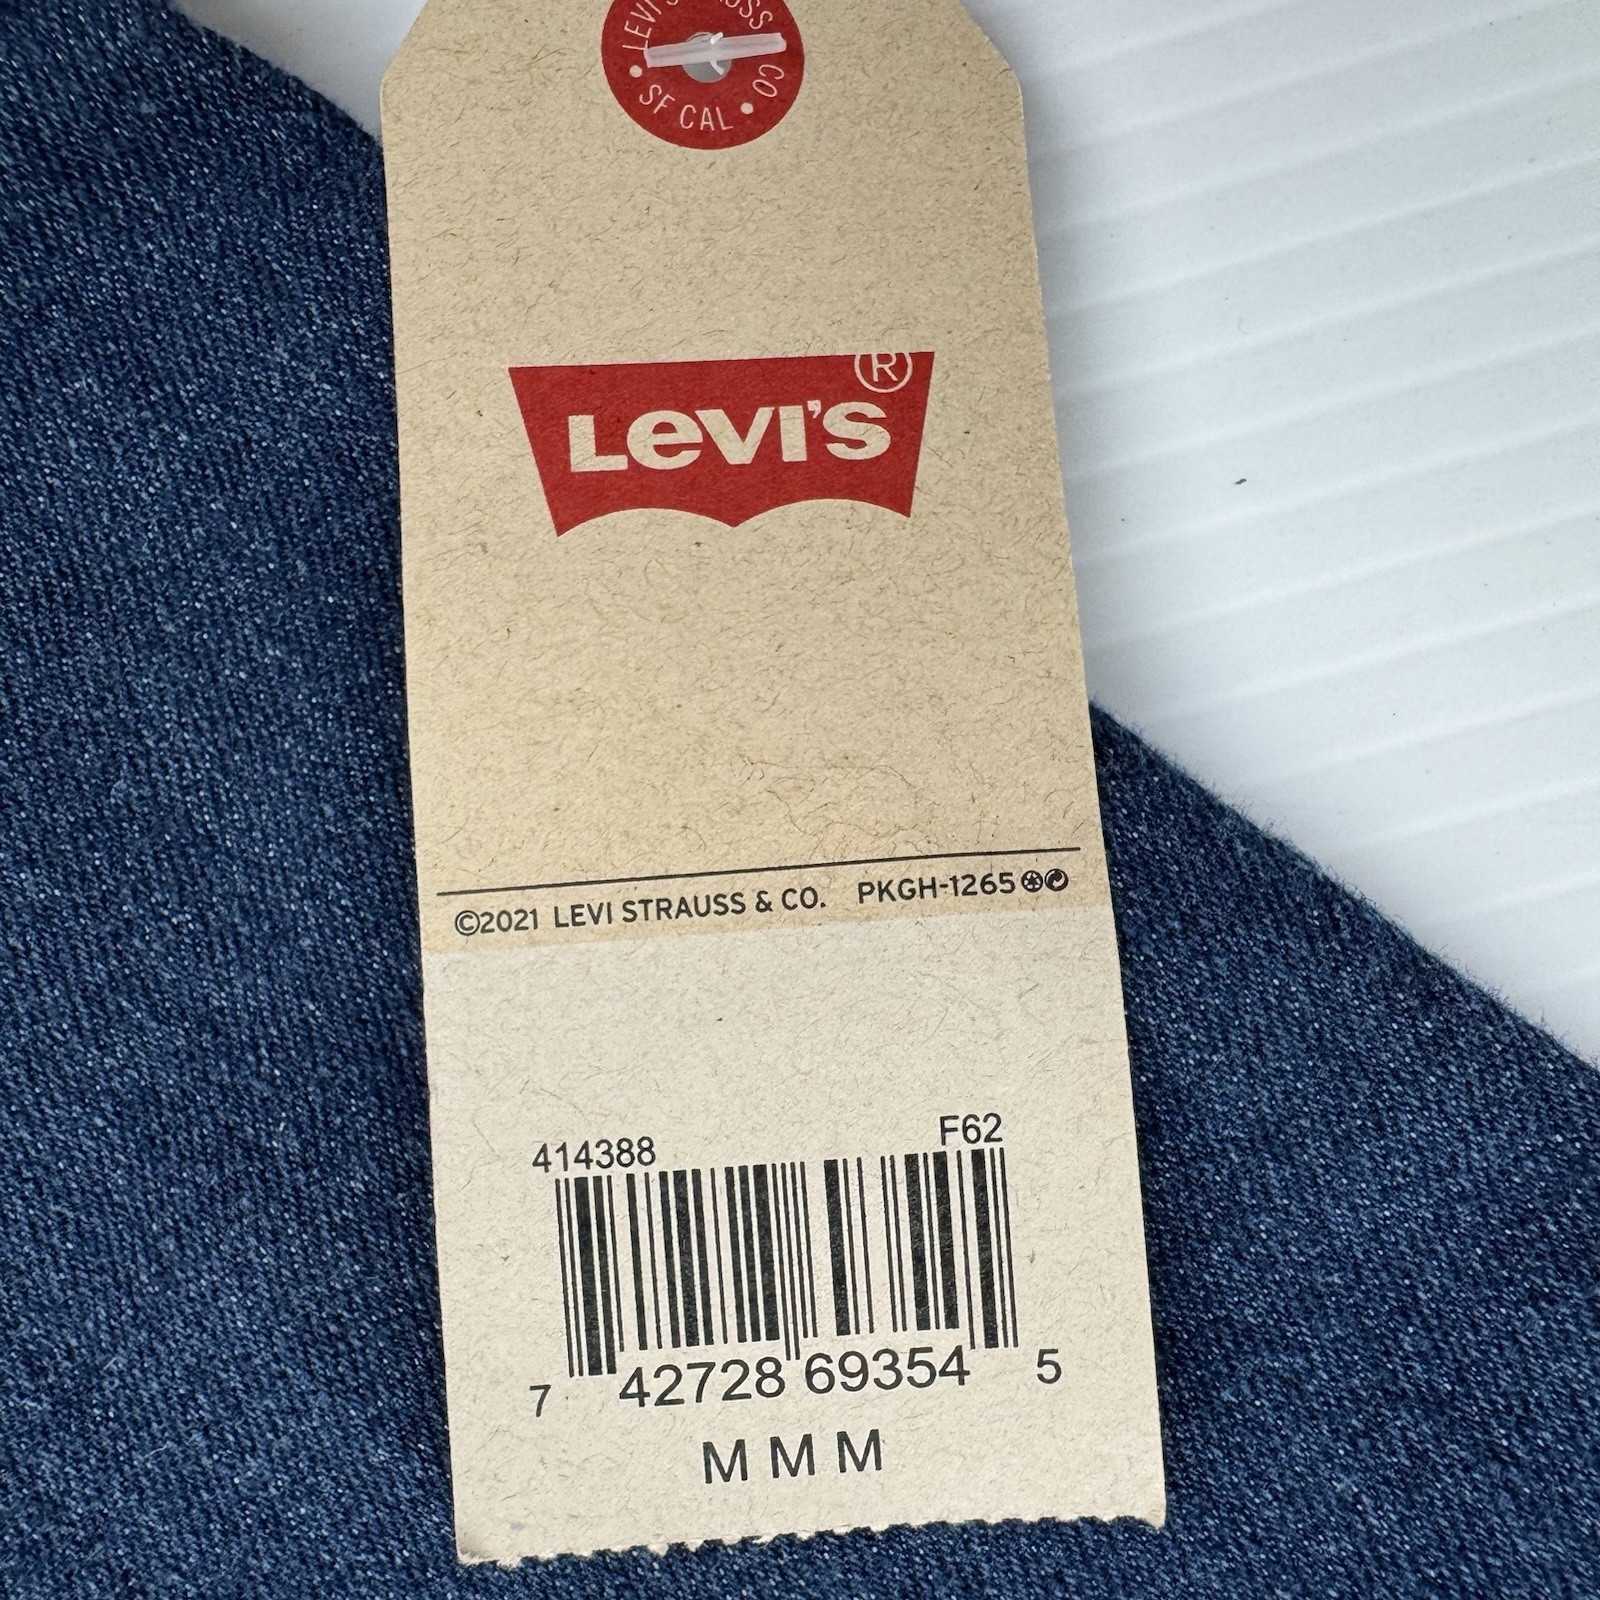 LEVI STRAUSS CO
• SF CAL •
LEVI'S®
©2021 LEVI STRAUSS & CO. PKGH-1265
414388 F62
7 42728 69354 5
M M M